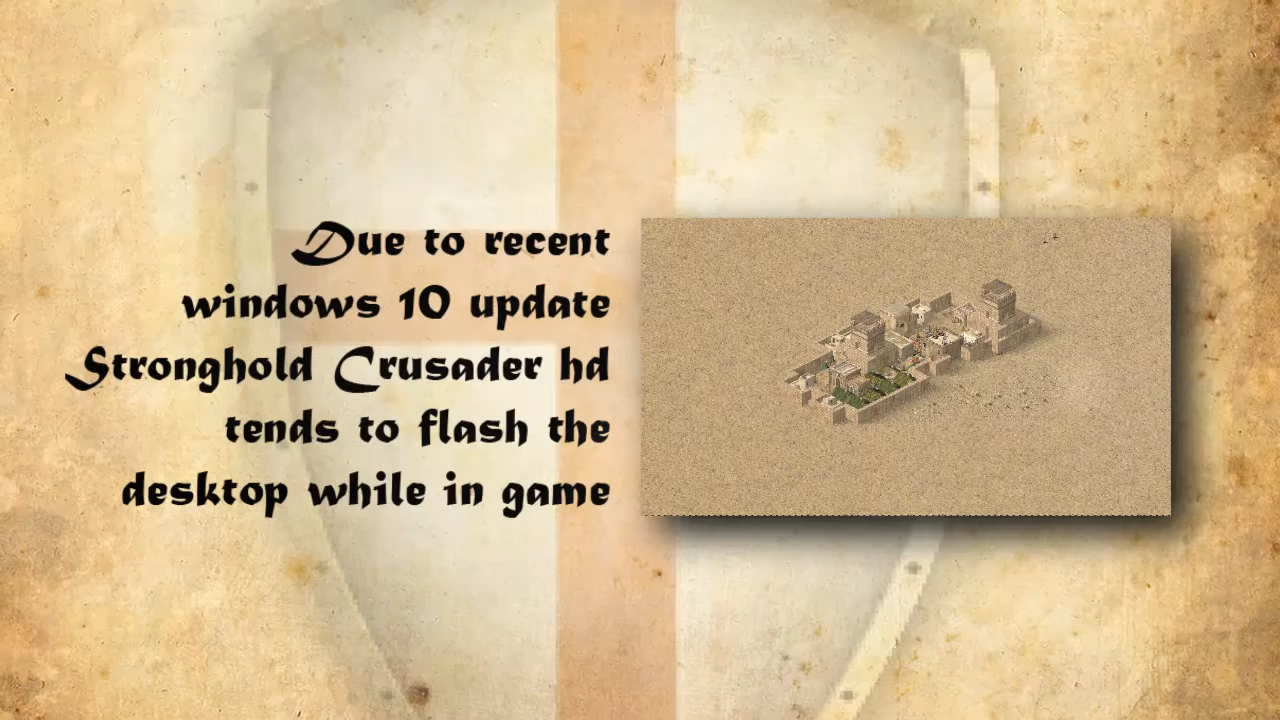 Due to recent
windows 10 update
Stronghold Crusader hd
tends to flash the
desktop while in game